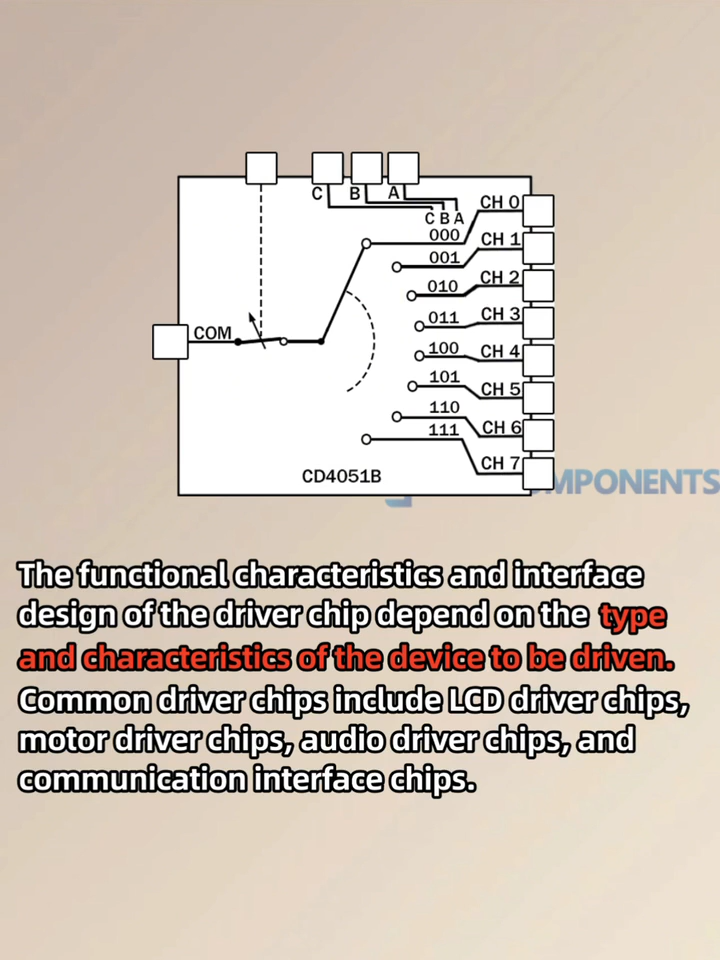 C B A
C B A
000 CH 0
001 CH 1
010 CH 2
011 CH 3
COM
100 CH 4
101 CH 5
110 CH 6
111 CH 7
CD4051B
The functional characteristics and interface
design of the driver chip depend on the type
and characteristics of the device to be driven.
Common driver chips include LCD driver chips,
motor driver chips, audio driver chips, and
communication interface chips.